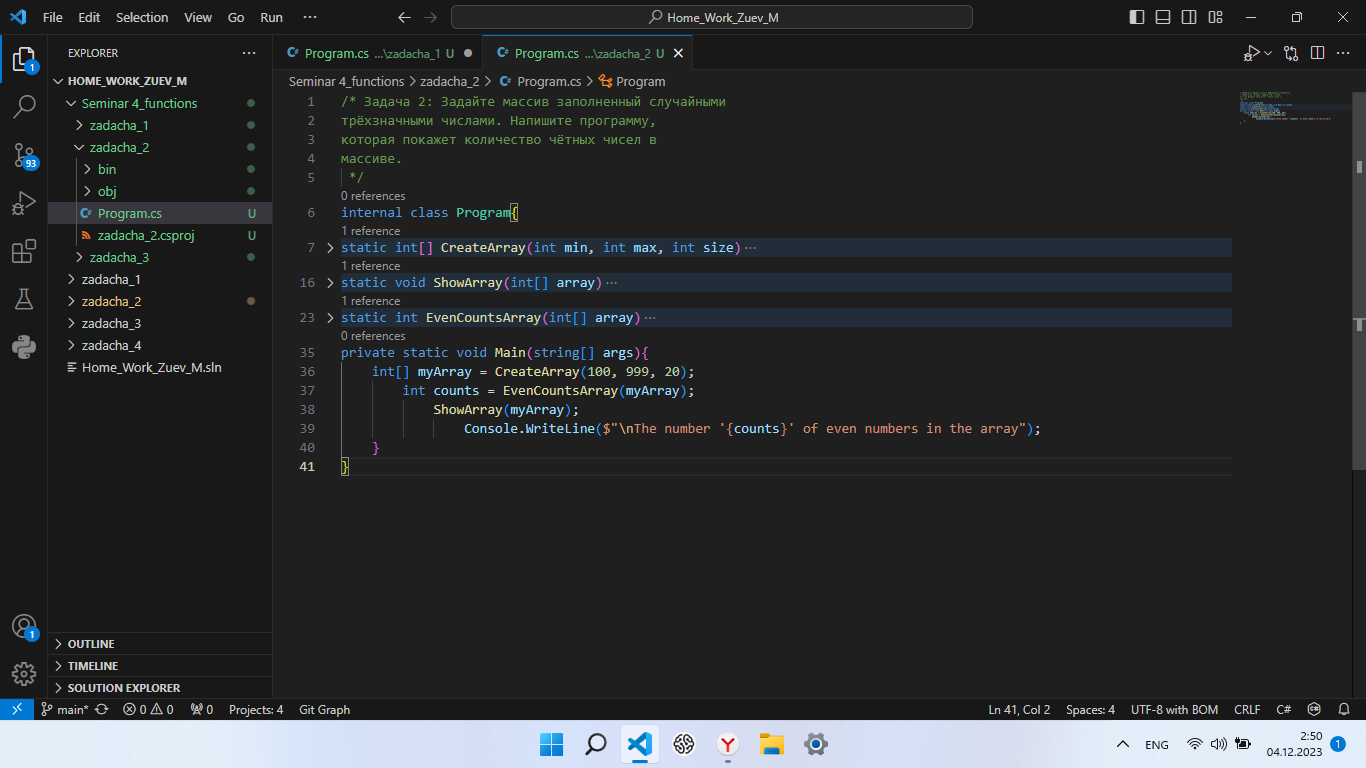 File Edit Selection View Go Run ··· Home_Work_Zuev_M
EXPLORER ···
HOME_WORK_ZUEV_M
Seminar 4_functions
zadacha_1
zadacha_2
bin
obj
Program.cs U
zadacha_2.csproj U
zadacha_3
zadacha_1
zadacha_2
zadacha_3
zadacha_4
Home_Work_Zuev_M.sln
OUTLINE
TIMELINE
SOLUTION EXPLORER
1
93
1
Program.cs ...\zadacha_1 U Program.cs ...\zadacha_2 U
Seminar 4_functions > zadacha_2 > Program.cs > Program
1 /* Задача 2: Задайте массив заполненный случайными
2 трёхзначными числами. Напишите программу,
3 которая покажет количество чётных чисел в
4 массиве.
5 */
0 references
6 internal class Program{
1 reference
7 static int[] CreateArray(int min, int max, int size)···
1 reference
16 static void ShowArray(int[] array)···
1 reference
23 static int EvenCountsArray(int[] array)···
0 references
35 private static void Main(string[] args){
36 int[] myArray = CreateArray(100, 999, 20);
37 int counts = EvenCountsArray(myArray);
38 ShowArray(myArray);
39 Console.WriteLine($"\nThe number '{counts}' of even numbers in the array");
40 }
41 }
main* 0 0 0 Projects: 4 Git Graph Ln 41, Col 2 Spaces: 4 UTF-8 with BOM CRLF C#
ENG 2:50
04.12.2023 1